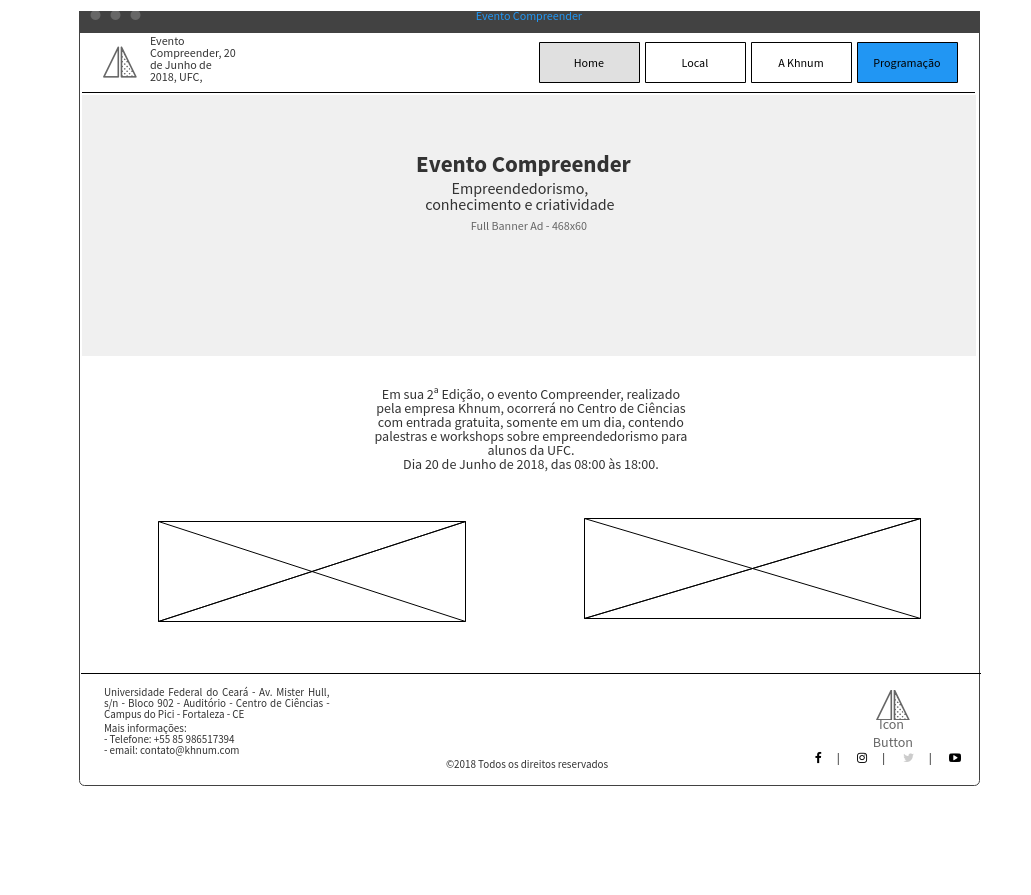 Evento Compreender
Evento
Compreender, 20
de Junho de
2018, UFC,
Home
Local
A Khnum
Programação
Evento Compreender
Empreendedorismo,
conhecimento e criatividade
Full Banner Ad - 468x60
Em sua 2ª Edição, o evento Compreender, realizado
pela empresa Khnum, ocorrerá no Centro de Ciências
com entrada gratuita, somente em um dia, contendo
palestras e workshops sobre empreendedorismo para
alunos da UFC.
Dia 20 de Junho de 2018, das 08:00 às 18:00.
Universidade Federal do Ceará - Av. Mister Hull,
s/n - Bloco 902 - Auditório - Centro de Ciências -
Campus do Pici - Fortaleza - CE
Mais informações:
- Telefone: +55 85 986517394
- email: contato@khnum.com
©2018 Todos os direitos reservados
Icon
Button
| | |